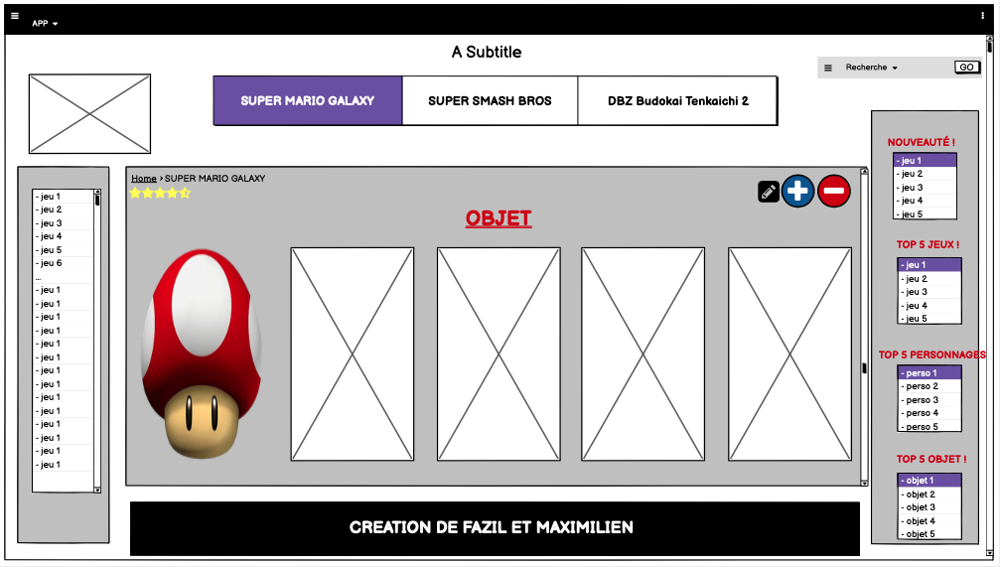 APP
A Subtitle
Recherche
GO
SUPER MARIO GALAXY
SUPER SMASH BROS
DBZ Budokai Tenkaichi 2
- jeu 1
- jeu 2
- jeu 3
- jeu 4
- jeu 5
- jeu 6
...
- jeu 1
- jeu 1
- jeu 1
- jeu 1
- jeu 1
- jeu 1
- jeu 1
- jeu 1
- jeu 1
- jeu 1
- jeu 1
- jeu 1
- jeu 1
- jeu 1
Home > SUPER MARIO GALAXY
OBJET
NOUVEAUTÉ !
- jeu 1
- jeu 2
- jeu 3
- jeu 4
- jeu 5
TOP 5 JEUX !
- jeu 1
- jeu 2
- jeu 3
- jeu 4
- jeu 5
TOP 5 PERSONNAGES
- perso 1
- perso 2
- perso 3
- perso 4
- perso 5
TOP 5 OBJET !
- objet 1
- objet 2
- objet 3
- objet 4
- objet 5
CREATION DE FAZIL ET MAXIMILIEN